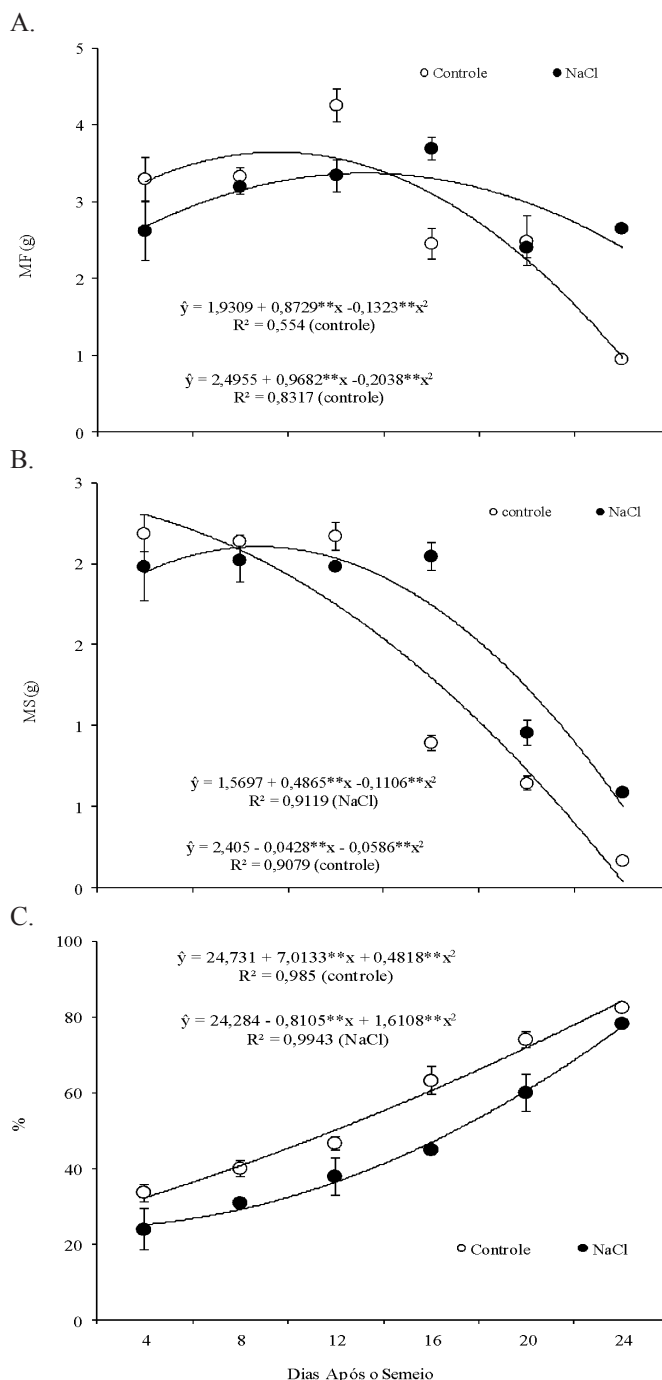 A.
5
4
3
2
1
0
MF(g)
Controle NaCl
ŷ = 1,9309 + 0,8729**x -0,1323**x²
R² = 0,554 (controle)
ŷ = 2,4955 + 0,9682**x -0,2038**x²
R² = 0,8317 (controle)
B.
3
2
2
1
1
0
MS(g)
controle NaCl
ŷ = 1,5697 + 0,4865**x -0,1106**x²
R² = 0,9119 (NaCl)
ŷ = 2,405 - 0,0428**x - 0,0586**x²
R² = 0,9079 (controle)
C.
100
80
60
40
20
0
%
ŷ = 24,731 + 7,0133**x + 0,4818**x²
R² = 0,985 (controle)
ŷ = 24,284 - 0,8105**x + 1,6108**x²
R² = 0,9943 (NaCl)
Controle NaCl
4 8 12 16 20 24
Dias Após o Semeio